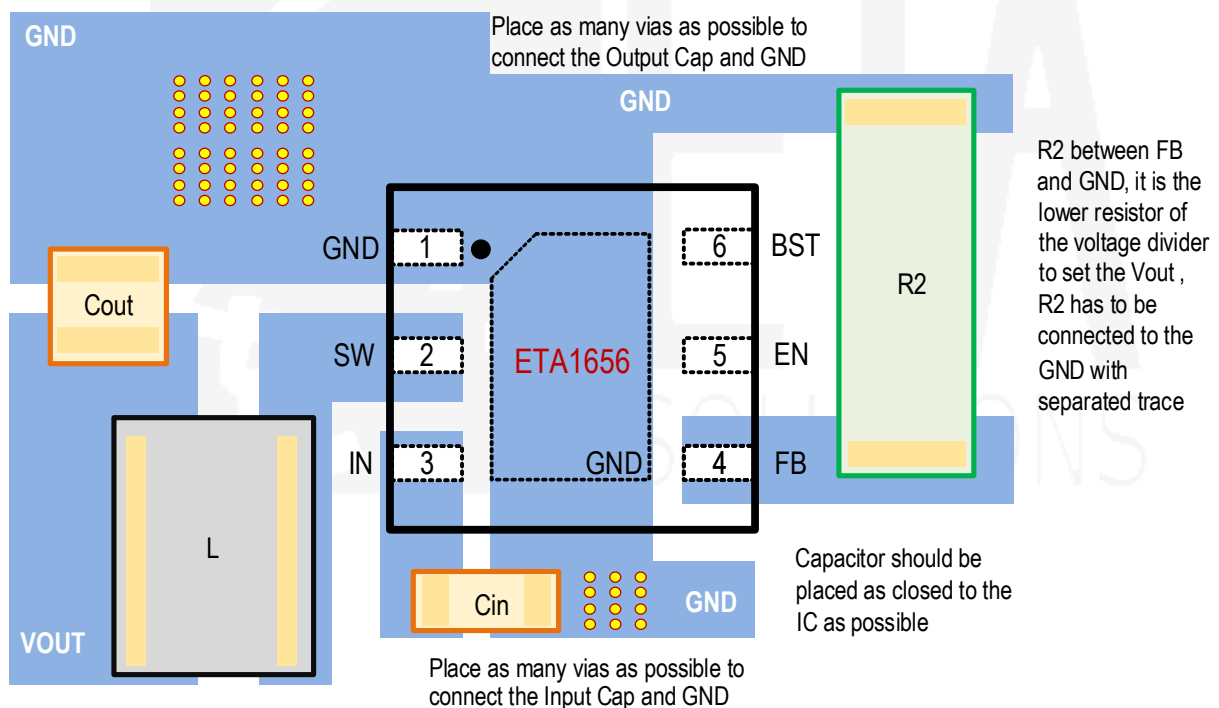 GND
Place as many vias as possible to
connect the Output Cap and GND
GND
R2 between FB
and GND, it is the
lower resistor of
the voltage divider
to set the Vout ,
R2 has to be
connected to the
GND with
separated trace
GND 1
6 BST
Cout
R2
SW 2
ETA1656
5 EN
IN 3
GND
4 FB
L
Cin
GND
Capacitor should be
placed as closed to the
IC as possible
VOUT
Place as many vias as possible to
connect the Input Cap and GND
ETA
SOLUTIONS